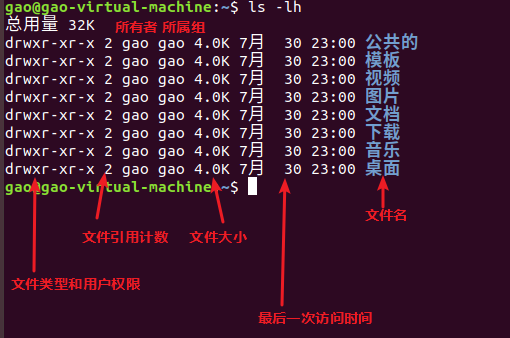 gao@gao-virtual-machine:~$ ls -lh
总用量 32K 所有者 所属组
drwxr-xr-x 2 gao gao 4.0K 7月 30 23:00 公共的
drwxr-xr-x 2 gao gao 4.0K 7月 30 23:00 模板
drwxr-xr-x 2 gao gao 4.0K 7月 30 23:00 视频
drwxr-xr-x 2 gao gao 4.0K 7月 30 23:00 图片
drwxr-xr-x 2 gao gao 4.0K 7月 30 23:00 文档
drwxr-xr-x 2 gao gao 4.0K 7月 30 23:00 下载
drwxr-xr-x 2 gao gao 4.0K 7月 30 23:00 音乐
drwxr-xr-x 2 gao gao 4.0K 7月 30 23:00 桌面
gao@gao-virtual-machine:~$
文件名
文件引用计数 文件大小
文件类型和用户权限
最后一次访问时间